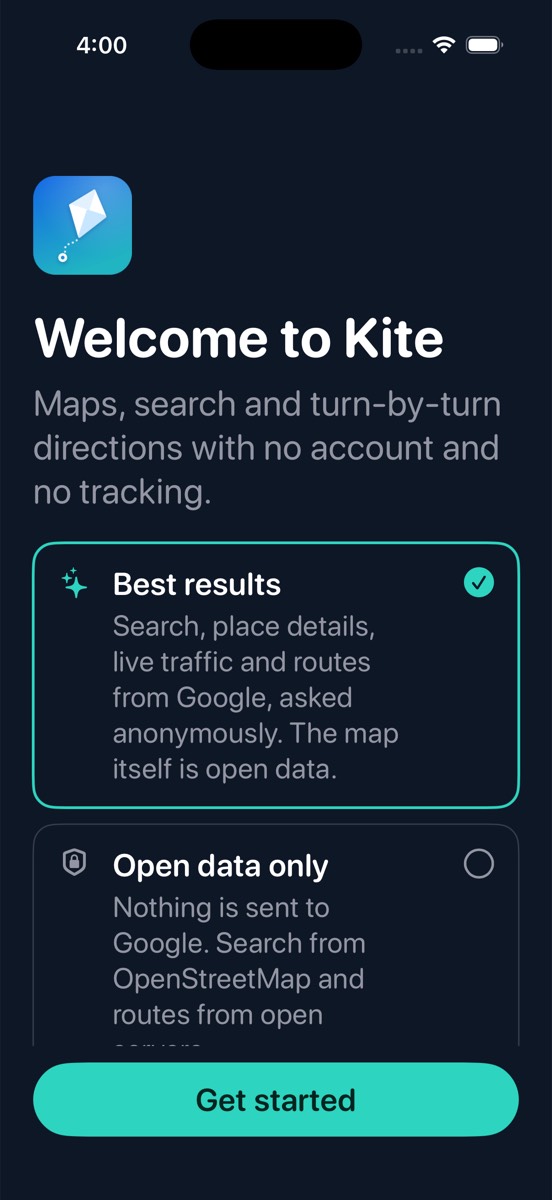 4:00
Welcome to Kite
Maps, search and turn-by-turn
directions with no account and
no tracking.
Best results
Search, place details,
live traffic and routes
from Google, asked
anonymously. The map
itself is open data.
Open data only
Nothing is sent to
Google. Search from
OpenStreetMap and
routes from open
Get started